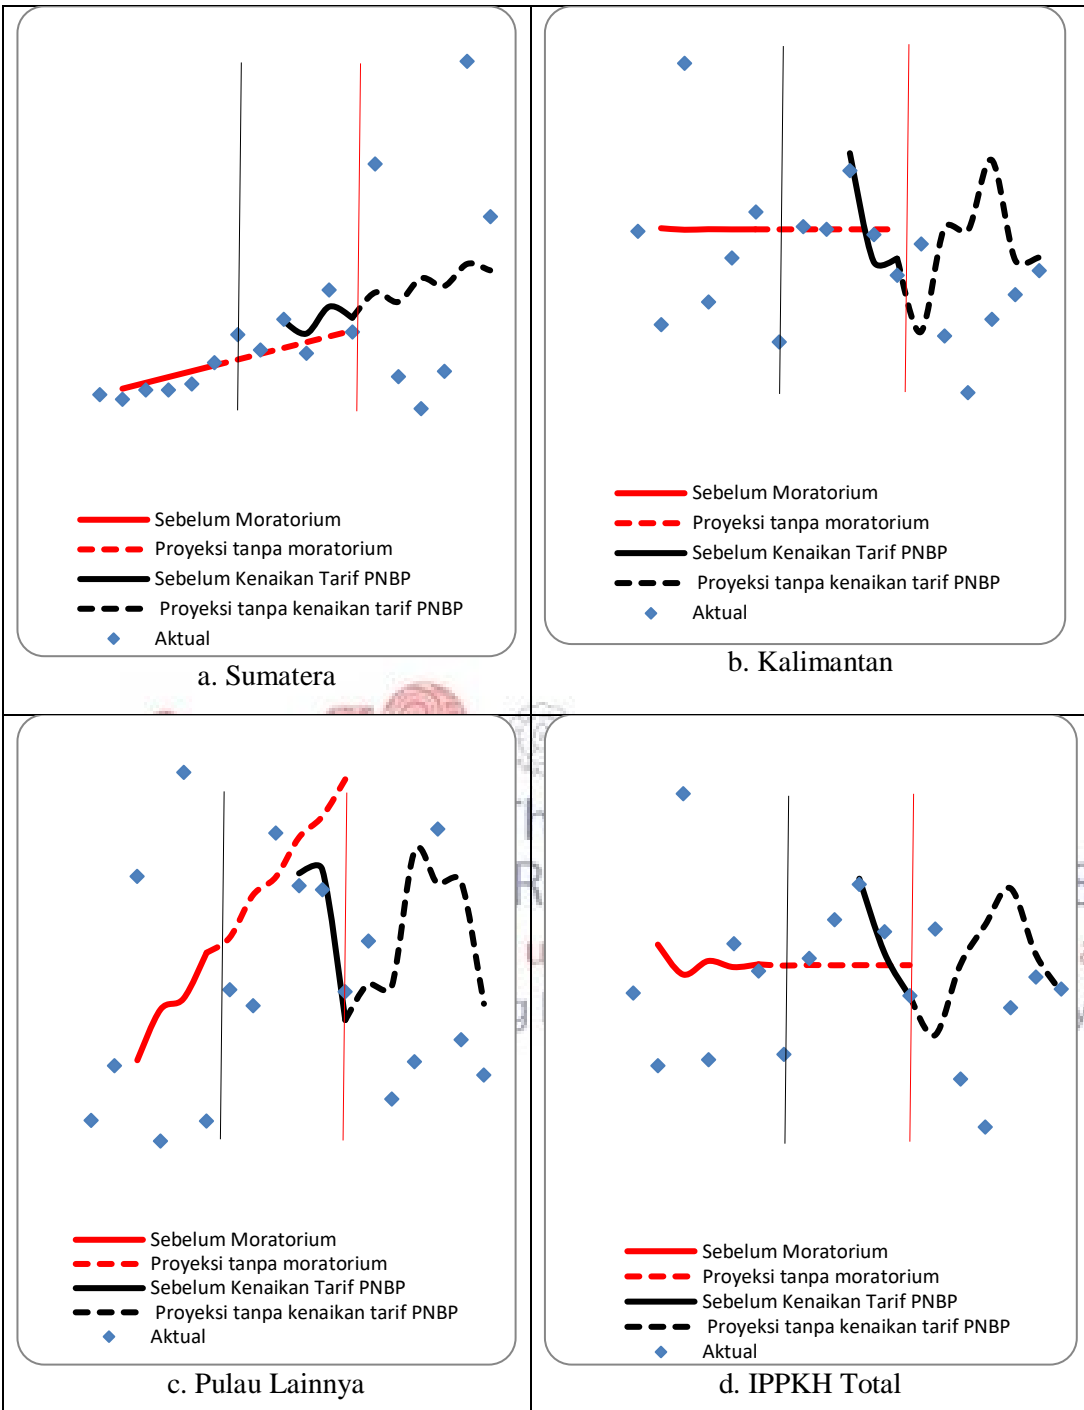 Sebelum Moratorium
Proyeksi tanpa moratorium
Sebelum Kenaikan Tarif PNBP
Proyeksi tanpa kenaikan tarif PNBP
Aktual
a. Sumatera
Sebelum Moratorium
Proyeksi tanpa moratorium
Sebelum Kenaikan Tarif PNBP
Proyeksi tanpa kenaikan tarif PNBP
Aktual
b. Kalimantan
Sebelum Moratorium
Proyeksi tanpa moratorium
Sebelum Kenaikan Tarif PNBP
Proyeksi tanpa kenaikan tarif PNBP
Aktual
c. Pulau Lainnya
Sebelum Moratorium
Proyeksi tanpa moratorium
Sebelum Kenaikan Tarif PNBP
Proyeksi tanpa kenaikan tarif PNBP
Aktual
d. IPPKH Total